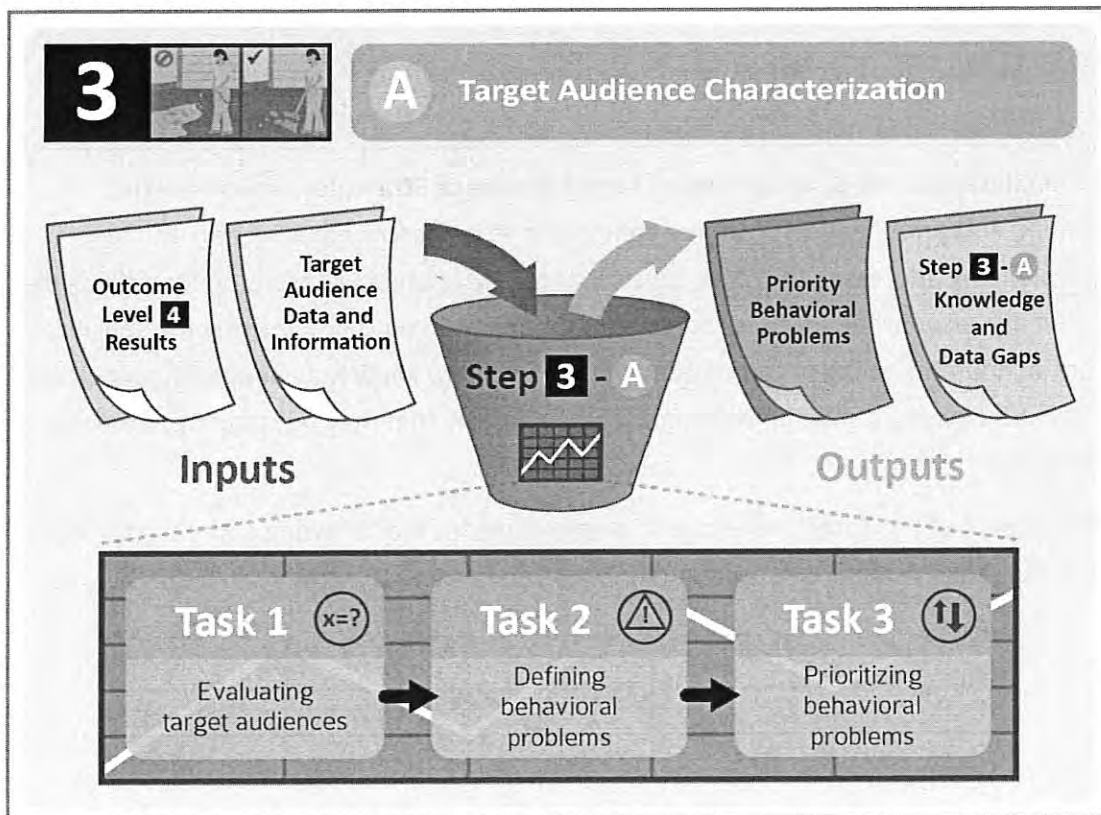 3
A Target Audience Characterization
Outcome
Level 4
Results
Target
Audience
Data and
Information
Step 3 - A
Priority
Behavioral
Problems
Step 3 - A
Knowledge
and
Data Gaps
Inputs
Outputs
Task 1
x=?
Evaluating
target audiences
Task 2
!
Defining
behavioral
problems
Task 3
Prioritizing
behavioral
problems